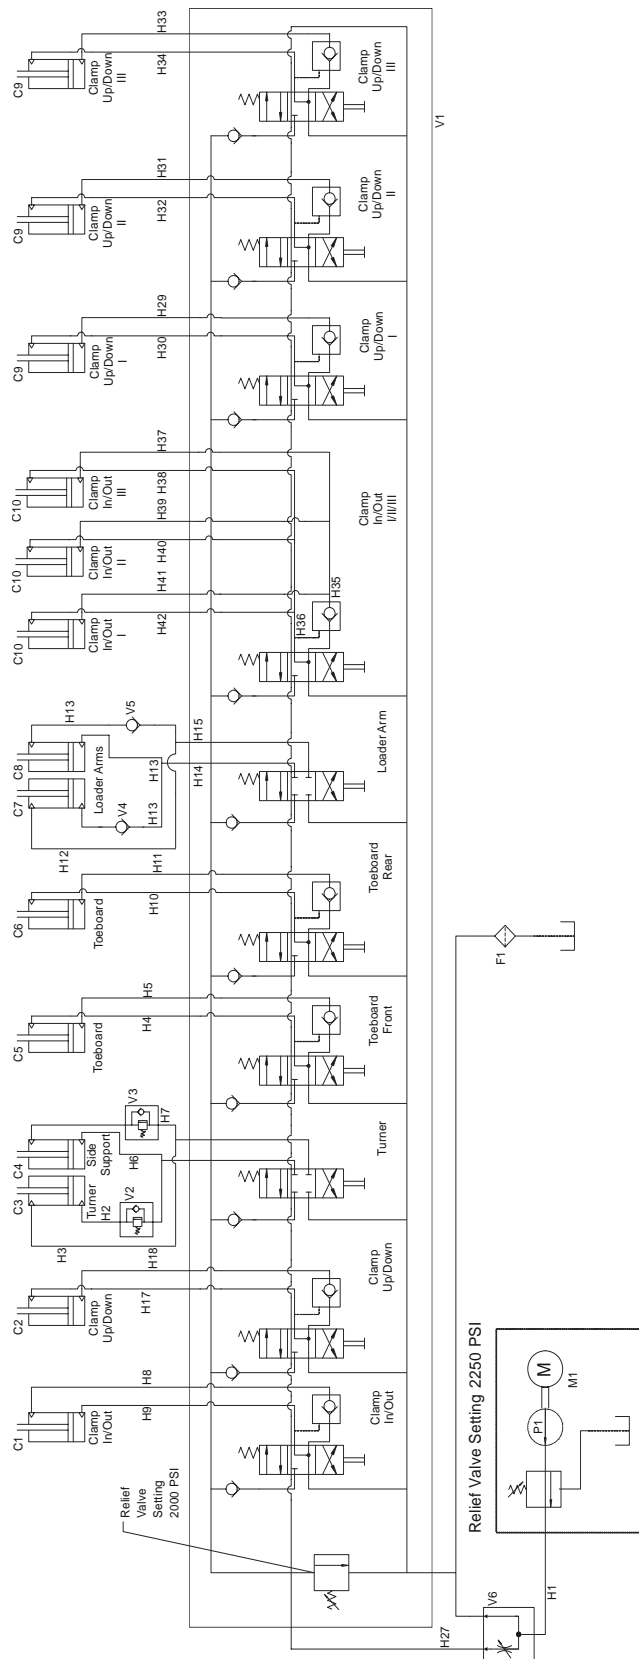 C9
Clamp
Up/Down
III
H33
H34
Clamp
Up/Down
III
V1
C9
Clamp
Up/Down
II
H31
H32
Clamp
Up/Down
II
C9
Clamp
Up/Down
I
H29
H30
Clamp
Up/Down
I
C10
Clamp
In/Out
III
H37
H38
C10
Clamp
In/Out
II
H39
H40
C10
Clamp
In/Out
I
H41
H42
H36
H35
Clamp
In/Out
I/II/III
C8
C7
Loader Arms
H13
V5
H13
V4
H13
H12
H11
H15
H14
Loader Arm
C6
Toeboard
H10
Toeboard
Rear
C5
Toeboard
H5
H4
Toeboard
Front
C4
Side
Support
C3
Turner
V3
H7
H6
V2
H2
H3
H18
Turner
C2
Clamp
Up/Down
H17
Clamp
Up/Down
C1
Clamp
In/Out
H8
H9
Clamp
In/Out
Relief
Valve
Setting
2000 PSI
F1
Relief Valve Setting 2250 PSI
M
M1
P1
V6
H1
H27